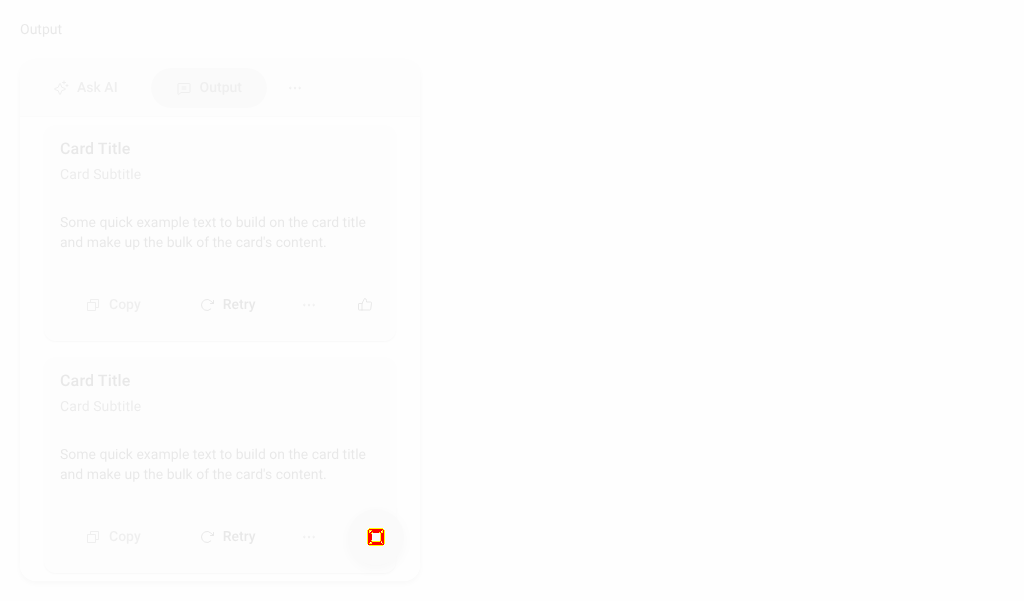 Output
Ask AI
Output
Card Title
Card Subtitle
Some quick example text to build on the card title
and make up the bulk of the card's content.
Copy
Retry
Card Title
Card Subtitle
Some quick example text to build on the card title
and make up the bulk of the card's content.
Copy
Retry